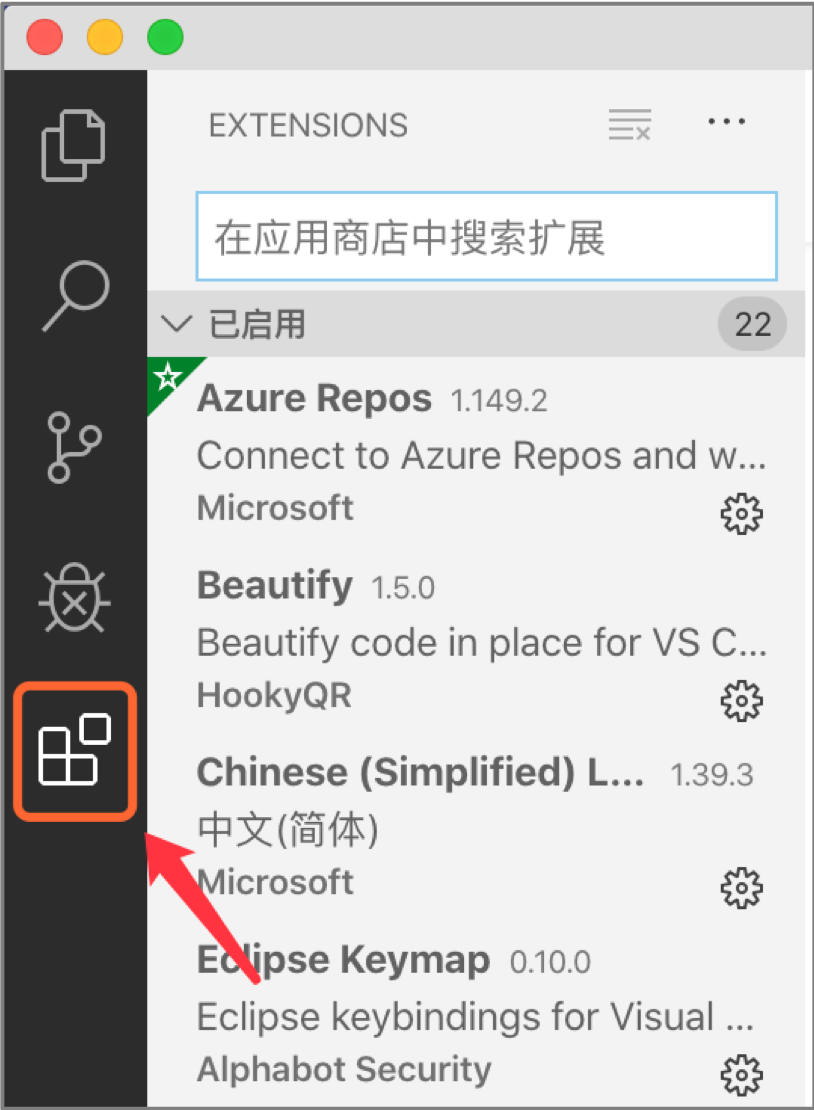 EXTENSIONS
在应用商店中搜索扩展
已启用 22
Azure Repos 1.149.2
Connect to Azure Repos and w...
Microsoft
Beautify 1.5.0
Beautify code in place for VS C...
HookyQR
Chinese (Simplified) L... 1.39.3
中文(简体)
Microsoft
Eclipse Keymap 0.10.0
Eclipse keybindings for Visual ...
Alphabot Security